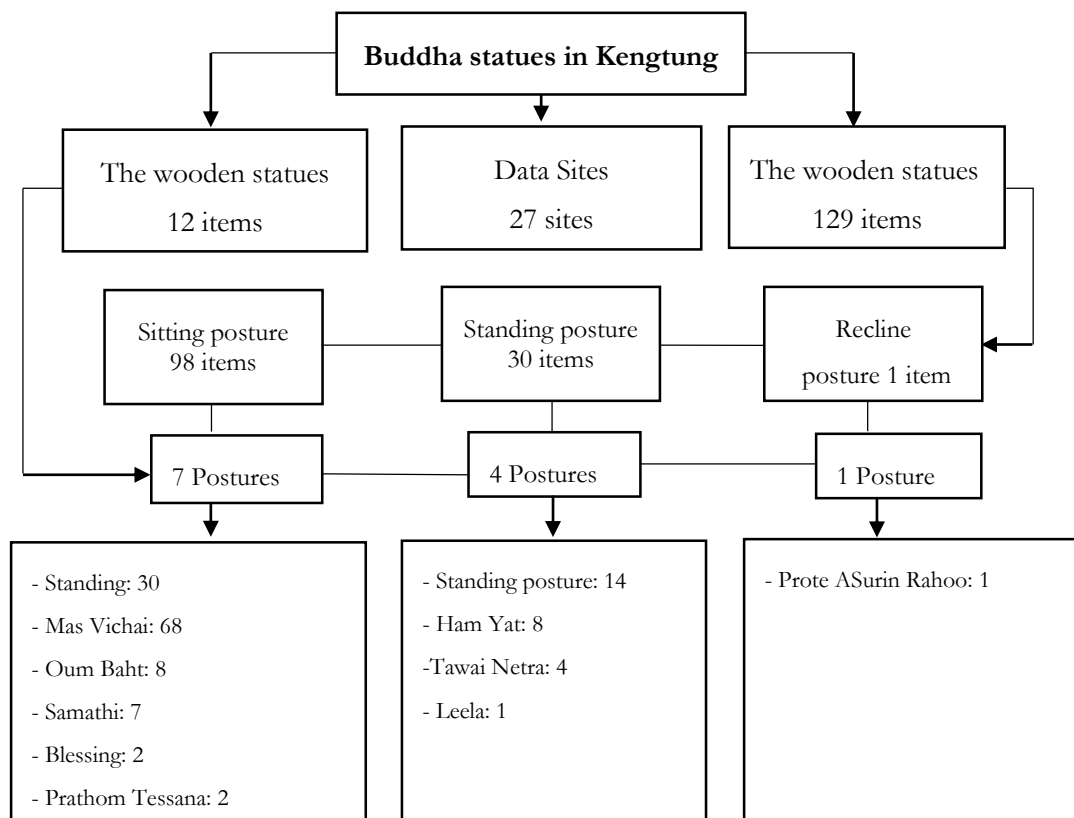 Buddha statues in Kengtung
The wooden statues
12 items
Data Sites
27 sites
The wooden statues
129 items
Sitting posture
98 items
Standing posture
30 items
Recline
posture 1 item
7 Postures
4 Postures
1 Posture
- Standing: 30
- Mas Vichai: 68
- Oum Baht: 8
- Samathi: 7
- Blessing: 2
- Prathom Tessana: 2
- Standing posture: 14
- Ham Yat: 8
-Tawai Netra: 4
- Leela: 1
- Prote ASurin Rahoo: 1